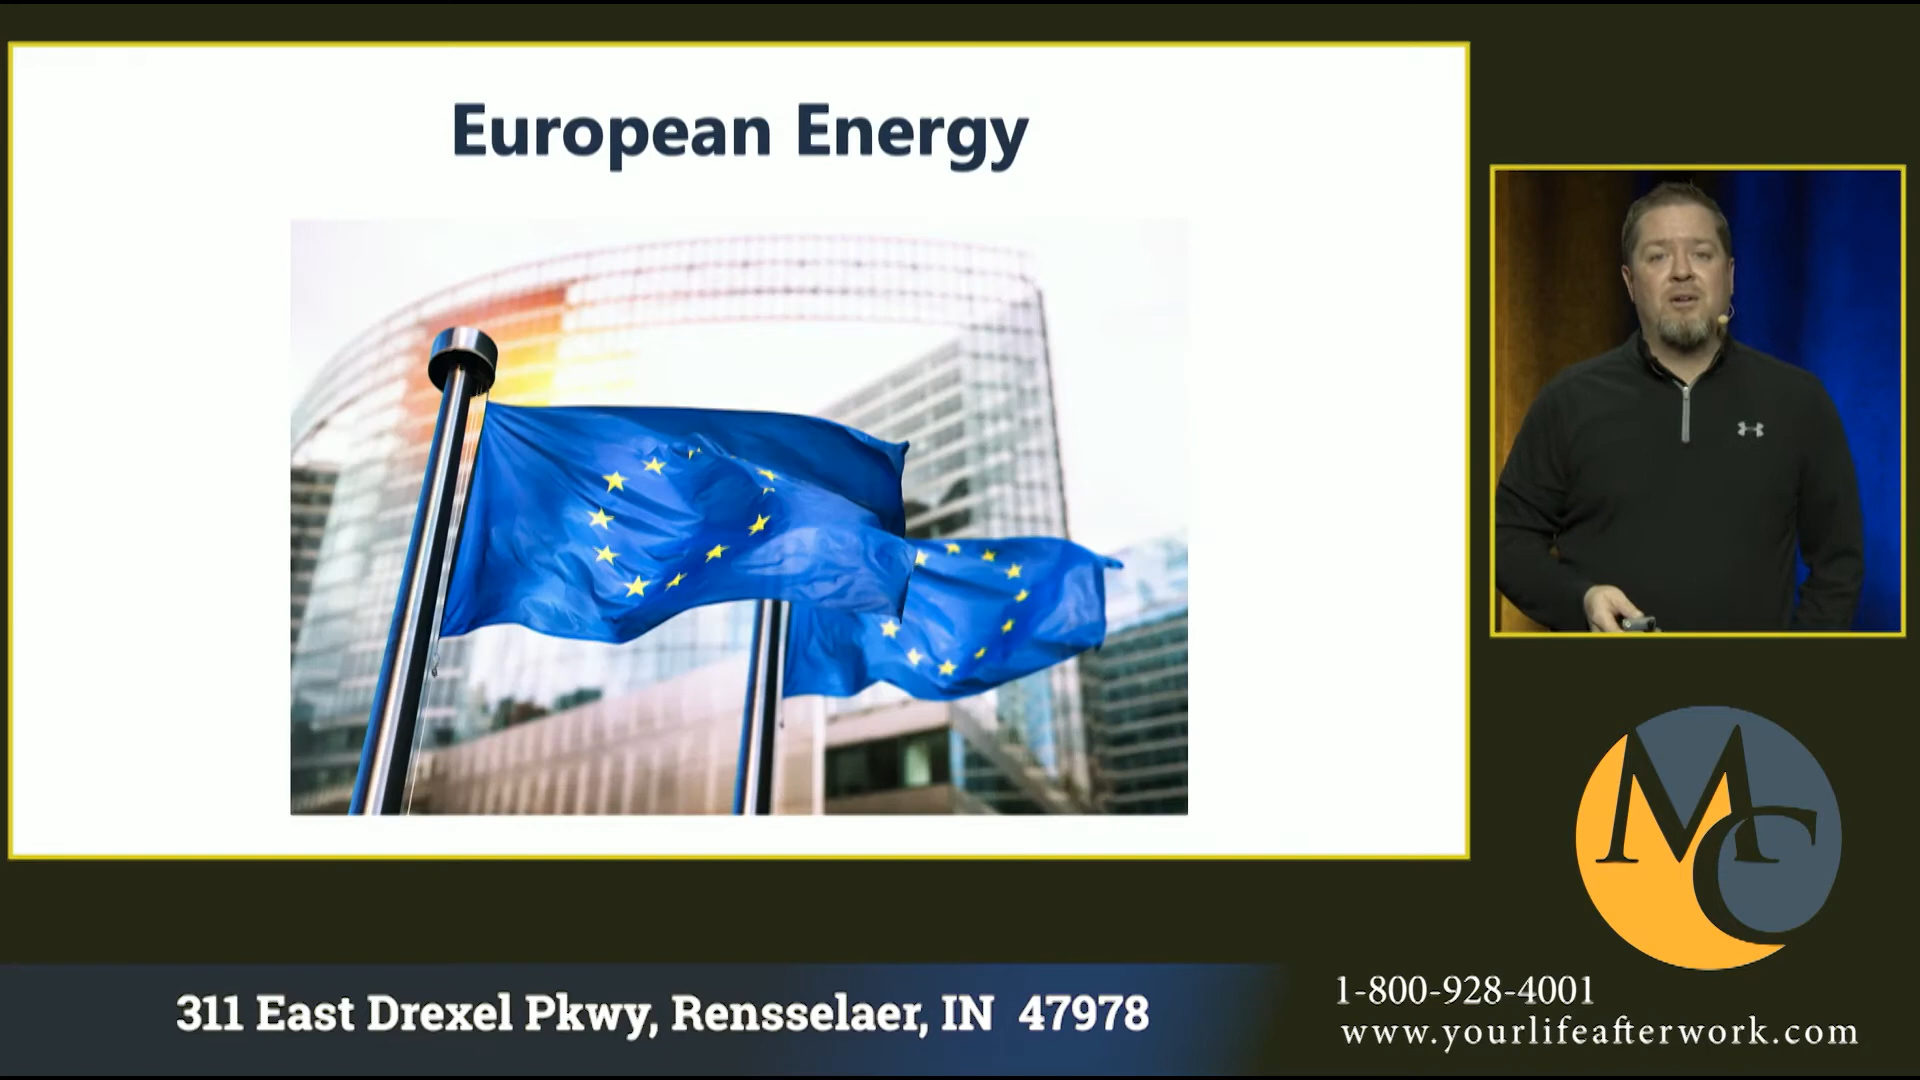 European Energy
MC
311 East Drexel Pkwy, Rensselaer, IN 47978
1-800-928-4001
www.yourlifeafterwork.com